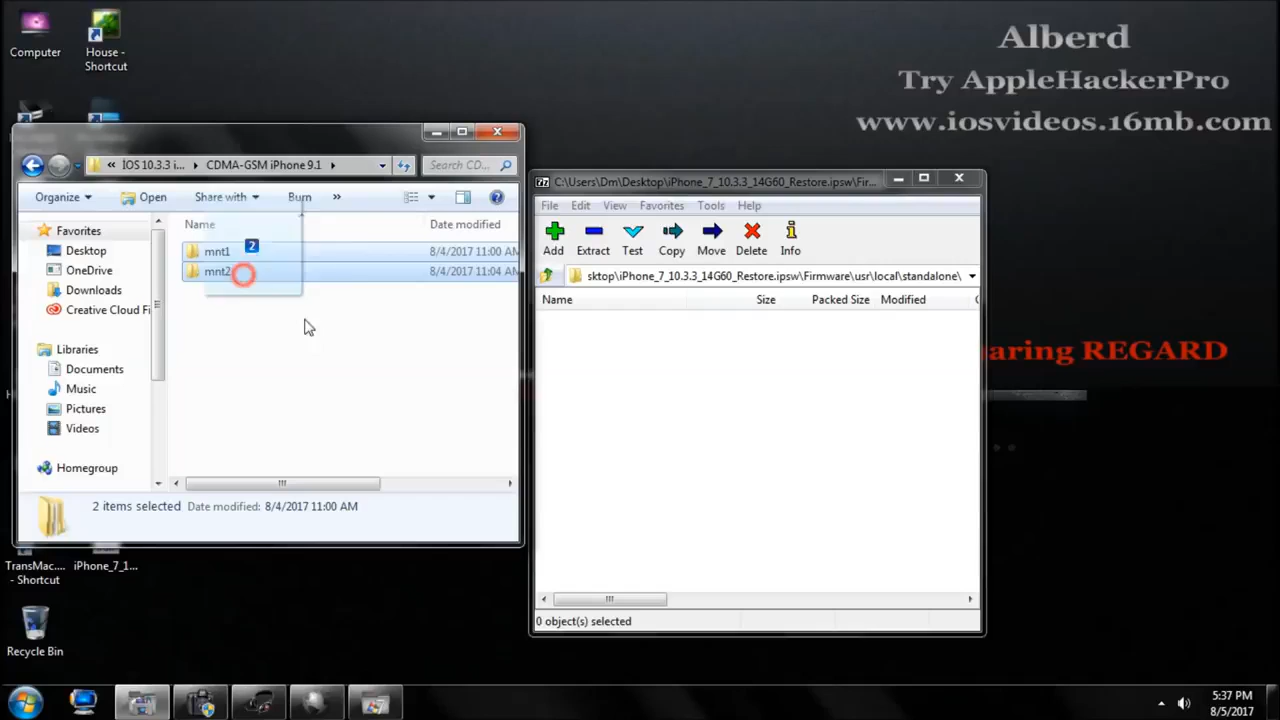 Computer
House -
Shortcut
Alberd
Try AppleHackerPro
www.iosvideos.16mb.com
aring REGARD
« İOS 10.3.3 i... CDMA-GSM iPhone 9.1
Search CD...
Organize Open Share with Burn »
Name Date modified
mnt1 8/4/2017 11:00 AM
mnt2 8/4/2017 11:04 AM
2
Favorites
Desktop
OneDrive
Downloads
Creative Cloud Fi
Libraries
Documents
Music
Pictures
Videos
Homegroup
2 items selected Date modified: 8/4/2017 11:00 AM
C:\Users\Dm\Desktop\iPhone_7_10.3.3_14G60_Restore.ipsw\Fir...
File Edit View Favorites Tools Help
Add Extract Test Copy Move Delete Info
sktop\iPhone_7_10.3.3_14G60_Restore.ipsw\Firmware\usr\local\standalone\
Name Size Packed Size Modified
0 object(s) selected
TransMac....
- Shortcut
iPhone_7_1...
Recycle Bin
5:37 PM
8/5/2017